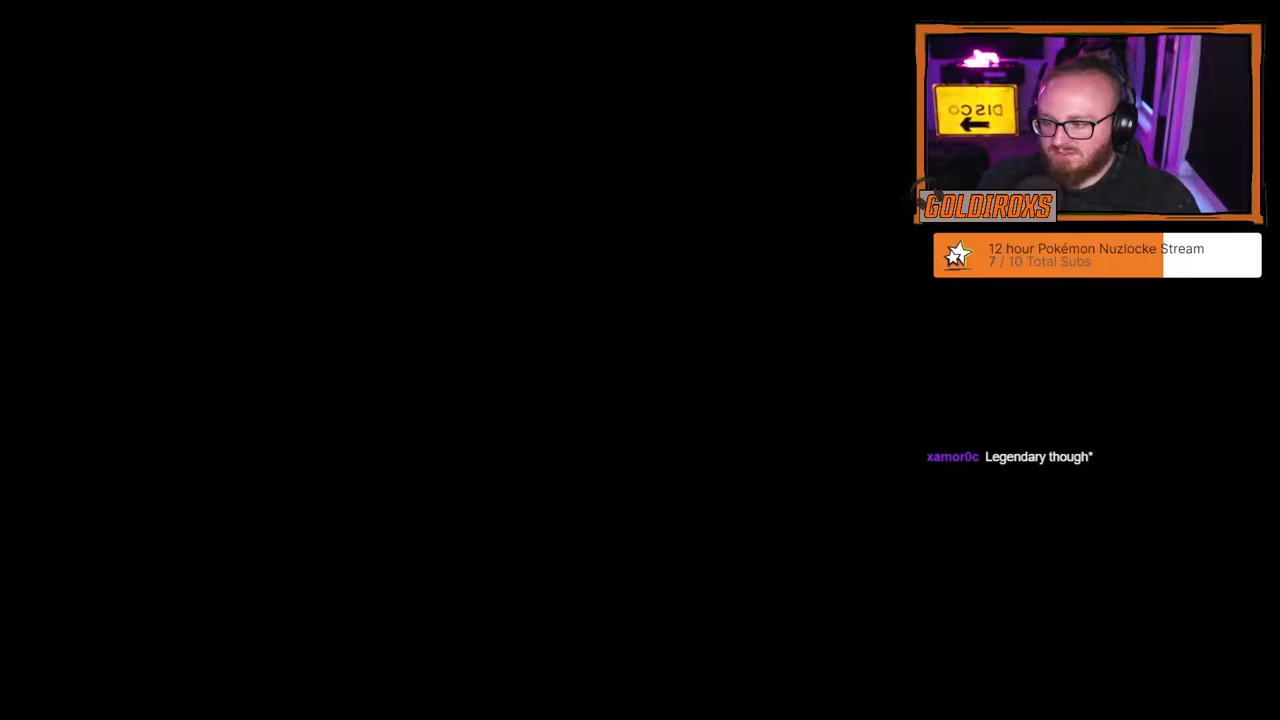 DISCO
GOLDIROXS
12 hour Pokémon Nuzlocke Stream
7 / 10 Total Subs
xamor0c Legendary though*